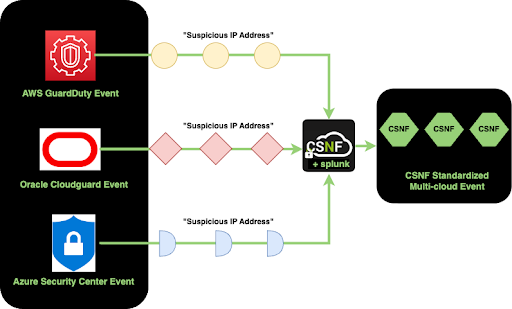 "Suspicious IP Address"
AWS GuardDuty Event
"Suspicious IP Address"
Oracle Cloudguard Event
CSNF
+ splunk
CSNF
CSNF
CSNF
CSNF Standardized
Multi-cloud Event
"Suspicious IP Address"
Azure Security Center Event